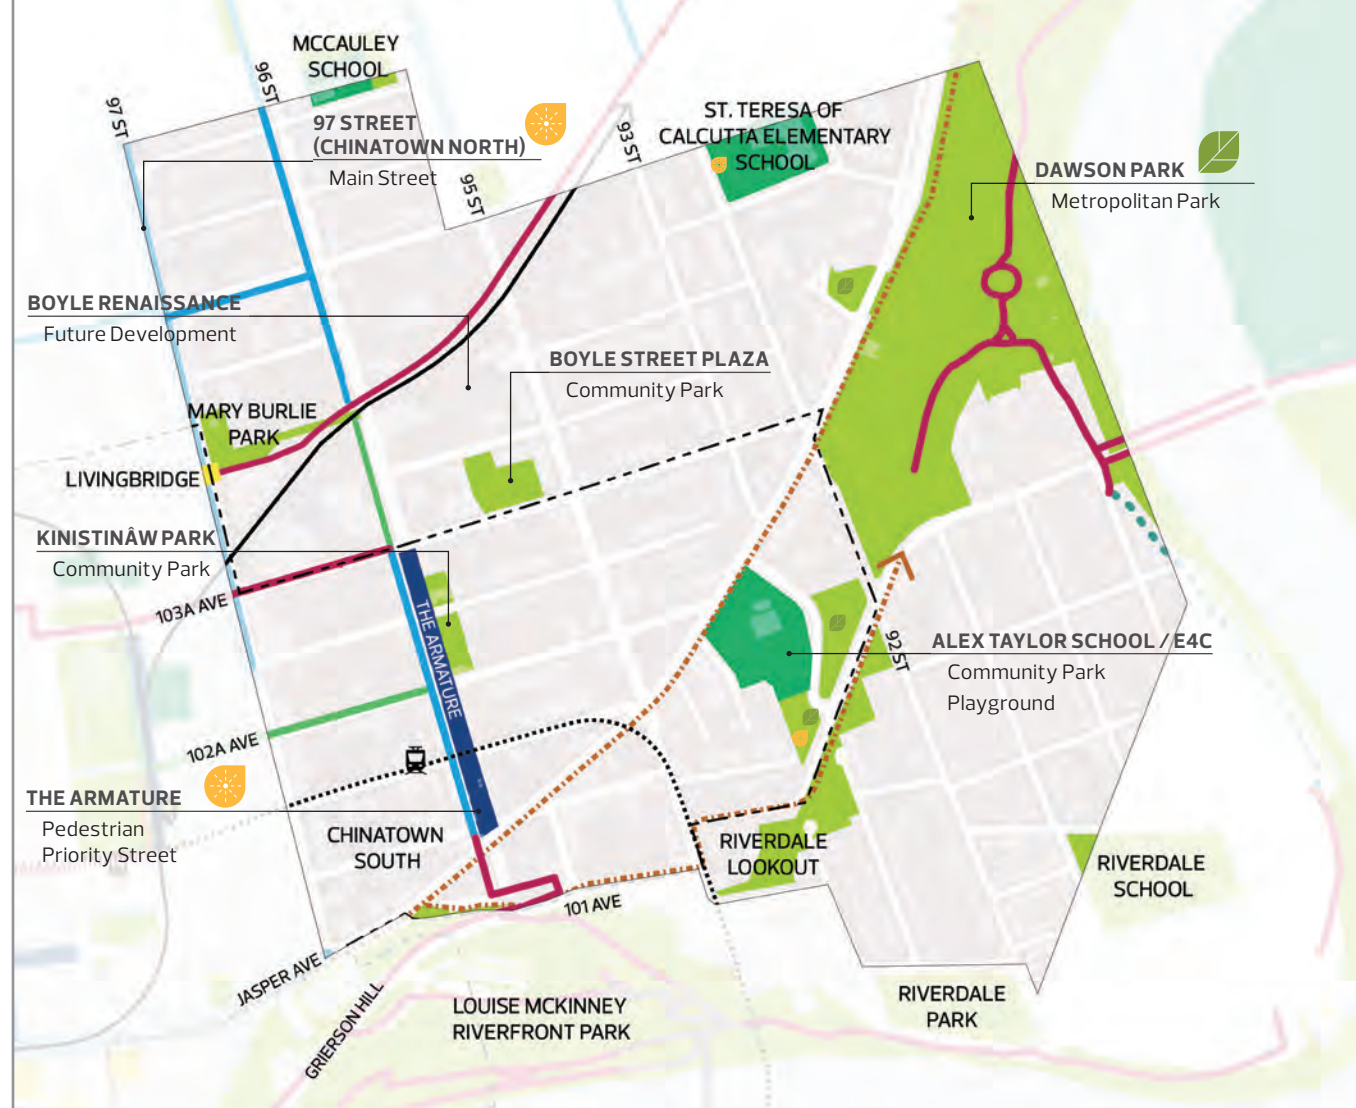 MCCAULEY
SCHOOL
96 ST
97 ST
97 STREET
(CHINATOWN NORTH)
Main Street
95 ST
93 ST
ST. TERESA OF
CALCUTTA ELEMENTARY
SCHOOL
DAWSON PARK
Metropolitan Park
BOYLE RENAISSANCE
Future Development
BOYLE STREET PLAZA
Community Park
MARY BURLIE
PARK
LIVINGBRIDGE
KINISTINÂW PARK
Community Park
103A AVE
THE ARMATURE
92 ST
ALEX TAYLOR SCHOOL / E4C
Community Park
Playground
102A AVE
THE ARMATURE
Pedestrian
Priority Street
CHINATOWN
SOUTH
RIVERDALE
LOOKOUT
RIVERDALE
SCHOOL
101 AVE
JASPER AVE
GRIERSON HILL
LOUISE MCKINNEY
RIVERFRONT PARK
RIVERDALE
PARK